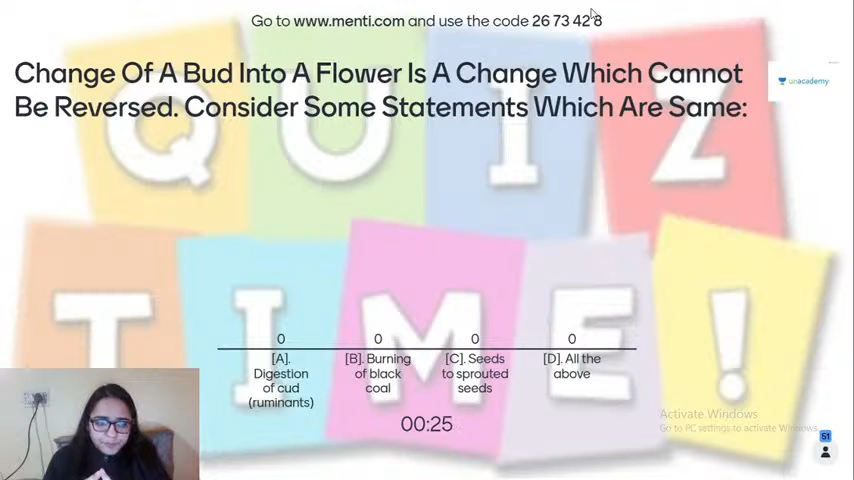 Go to www.menti.com and use the code 26 73 42 8
Change Of A Bud Into A Flower Is A Change Which Cannot
Be Reversed. Consider Some Statements Which Are Same:
unacademy
QUIZ
TIME!
0 0 0 0
[A].
Digestion
of cud
(ruminants)
[B]. Burning
of black
coal
[C]. Seeds
to sprouted
seeds
[D]. All the
above
00:25
Activate Windows
Go to PC settings to activate Windows.
51